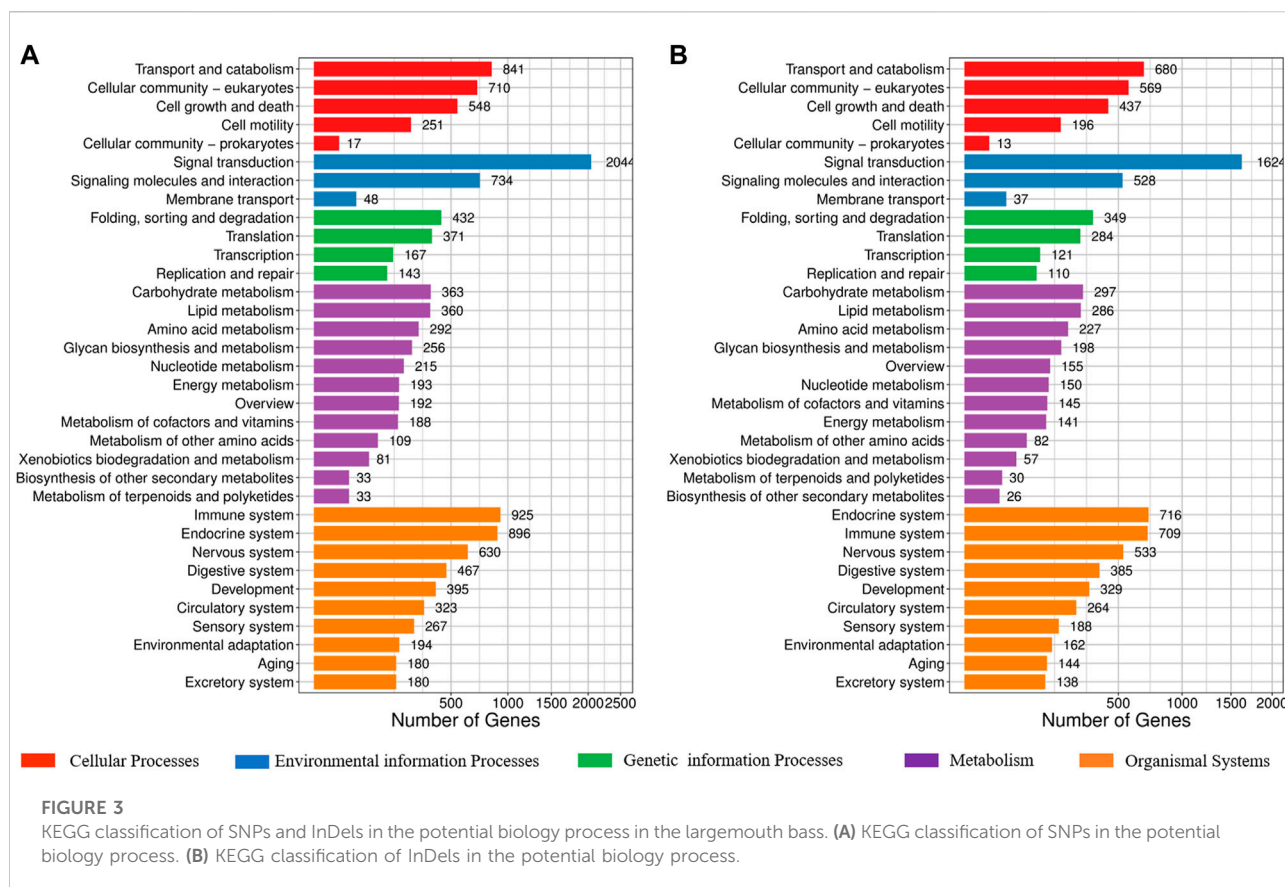 A
Transport and catabolism 841
Cellular community – eukaryotes 710
Cell growth and death 548
Cell motility 251
Cellular community – prokaryotes 17
Signal transduction 2044
Signaling molecules and interaction 734
Membrane transport 48
Folding, sorting and degradation 432
Translation 371
Transcription 167
Replication and repair 143
Carbohydrate metabolism 363
Lipid metabolism 360
Amino acid metabolism 292
Glycan biosynthesis and metabolism 256
Nucleotide metabolism 215
Energy metabolism 193
Overview 192
Metabolism of cofactors and vitamins 188
Metabolism of other amino acids 109
Xenobiotics biodegradation and metabolism 81
Biosynthesis of other secondary metabolites 33
Metabolism of terpenoids and polyketides 33
Immune system 925
Endocrine system 896
Nervous system 630
Digestive system 467
Development 395
Circulatory system 323
Sensory system 267
Environmental adaptation 194
Aging 180
Excretory system 180
500 1000 1500 2000 2500
Number of Genes
B
Transport and catabolism 680
Cellular community – eukaryotes 569
Cell growth and death 437
Cell motility 196
Cellular community – prokaryotes 13
Signal transduction 1624
Signaling molecules and interaction 528
Membrane transport 37
Folding, sorting and degradation 349
Translation 284
Transcription 121
Replication and repair 110
Carbohydrate metabolism 297
Lipid metabolism 286
Amino acid metabolism 227
Glycan biosynthesis and metabolism 198
Overview 155
Nucleotide metabolism 150
Metabolism of cofactors and vitamins 145
Energy metabolism 141
Metabolism of other amino acids 82
Xenobiotics biodegradation and metabolism 57
Metabolism of terpenoids and polyketides 30
Biosynthesis of other secondary metabolites 26
Endocrine system 716
Immune system 709
Nervous system 533
Digestive system 385
Development 329
Circulatory system 264
Sensory system 188
Environmental adaptation 162
Aging 144
Excretory system 138
500 1000 1500 2000
Number of Genes
Cellular Processes Environmental information Processes Genetic information Processes Metabolism Organismal Systems
FIGURE 3
KEGG classification of SNPs and InDels in the potential biology process in the largemouth bass. (A) KEGG classification of SNPs in the potential
biology process. (B) KEGG classification of InDels in the potential biology process.